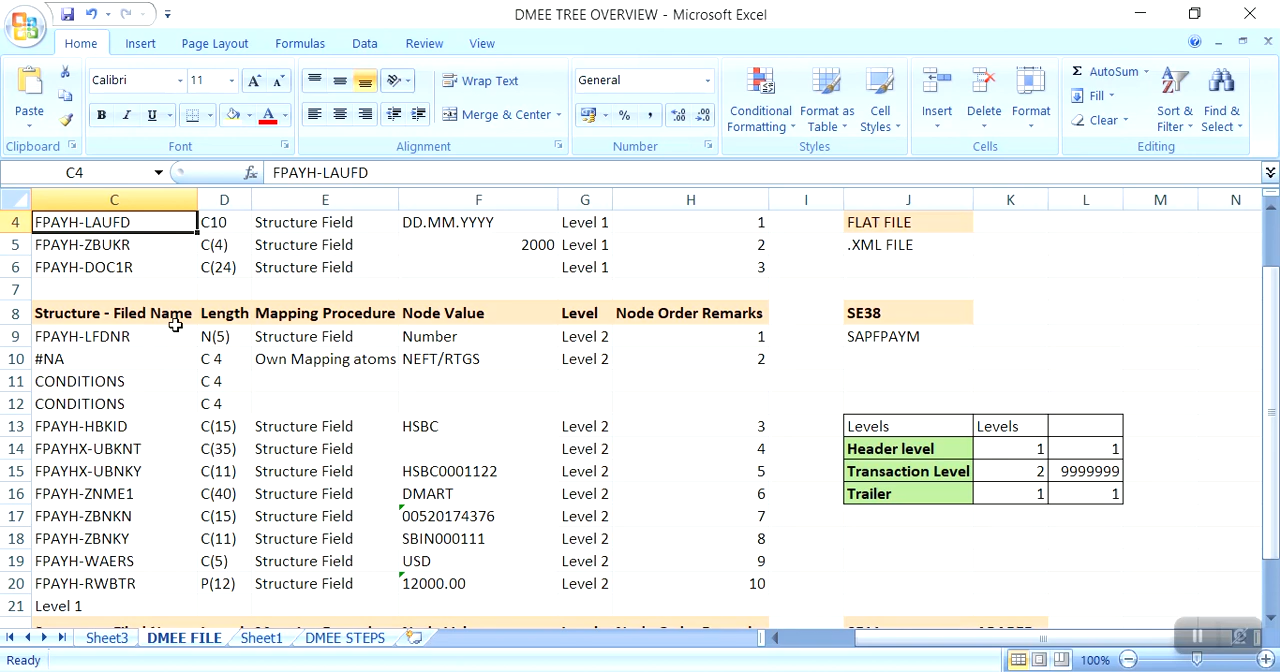 DMEE TREE OVERVIEW - Microsoft Excel
Home Insert Page Layout Formulas Data Review View
Paste
Clipboard
Calibri 11
B I U
Font
Wrap Text
Merge & Center
Alignment
General
%
Number
Conditional Formatting
Format as Table
Cell Styles
Styles
Insert Delete Format
Cells
Σ AutoSum
Fill
Clear
Sort & Filter
Find & Select
Editing
C4 fx FPAYH-LAUFD
C D E F G H I J K L M N
4 FPAYH-LAUFD C10 Structure Field DD.MM.YYYY Level 1 1 FLAT FILE
5 FPAYH-ZBUKR C(4) Structure Field 2000 Level 1 2 .XML FILE
6 FPAYH-DOC1R C(24) Structure Field Level 1 3
7
8 Structure - Filed Name Length Mapping Procedure Node Value Level Node Order Remarks SE38
9 FPAYH-LFDNR N(5) Structure Field Number Level 2 1 SAPFPAYM
10 #NA C 4 Own Mapping atoms NEFT/RTGS Level 2 2
11 CONDITIONS C 4
12 CONDITIONS C 4
13 FPAYH-HBKID C(15) Structure Field HSBC Level 2 3 Levels Levels
14 FPAYHX-UBKNT C(35) Structure Field Level 2 4 Header level 1 1
15 FPAYHX-UBNKY C(11) Structure Field HSBC0001122 Level 2 5 Transaction Level 2 9999999
16 FPAYH-ZNME1 C(40) Structure Field DMART Level 2 6 Trailer 1 1
17 FPAYH-ZBNKN C(15) Structure Field 00520174376 Level 2 7
18 FPAYH-ZBNKY C(11) Structure Field SBIN000111 Level 2 8
19 FPAYH-WAERS C(5) Structure Field USD Level 2 9
20 FPAYH-RWBTR P(12) Structure Field 12000.00 Level 2 10
21 Level 1
Sheet3 DMEE FILE Sheet1 DMEE STEPS
Ready 100%